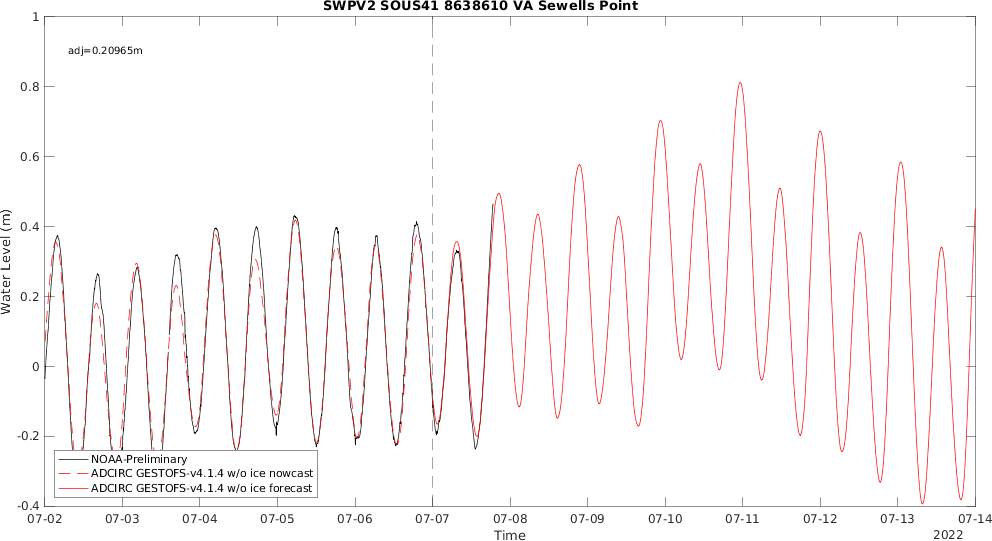 SWPV2 SOUS41 8638610 VA Sewells Point
adj=0.20965m
1
0.8
0.6
0.4
0.2
0
-0.2
-0.4
Water Level (m)
NOAA-Preliminary
ADCIRC GESTOFS-v4.1.4 w/o ice nowcast
ADCIRC GESTOFS-v4.1.4 w/o ice forecast
07-02 07-03 07-04 07-05 07-06 07-07 07-08 07-09 07-10 07-11 07-12 07-13 07-14
Time
2022